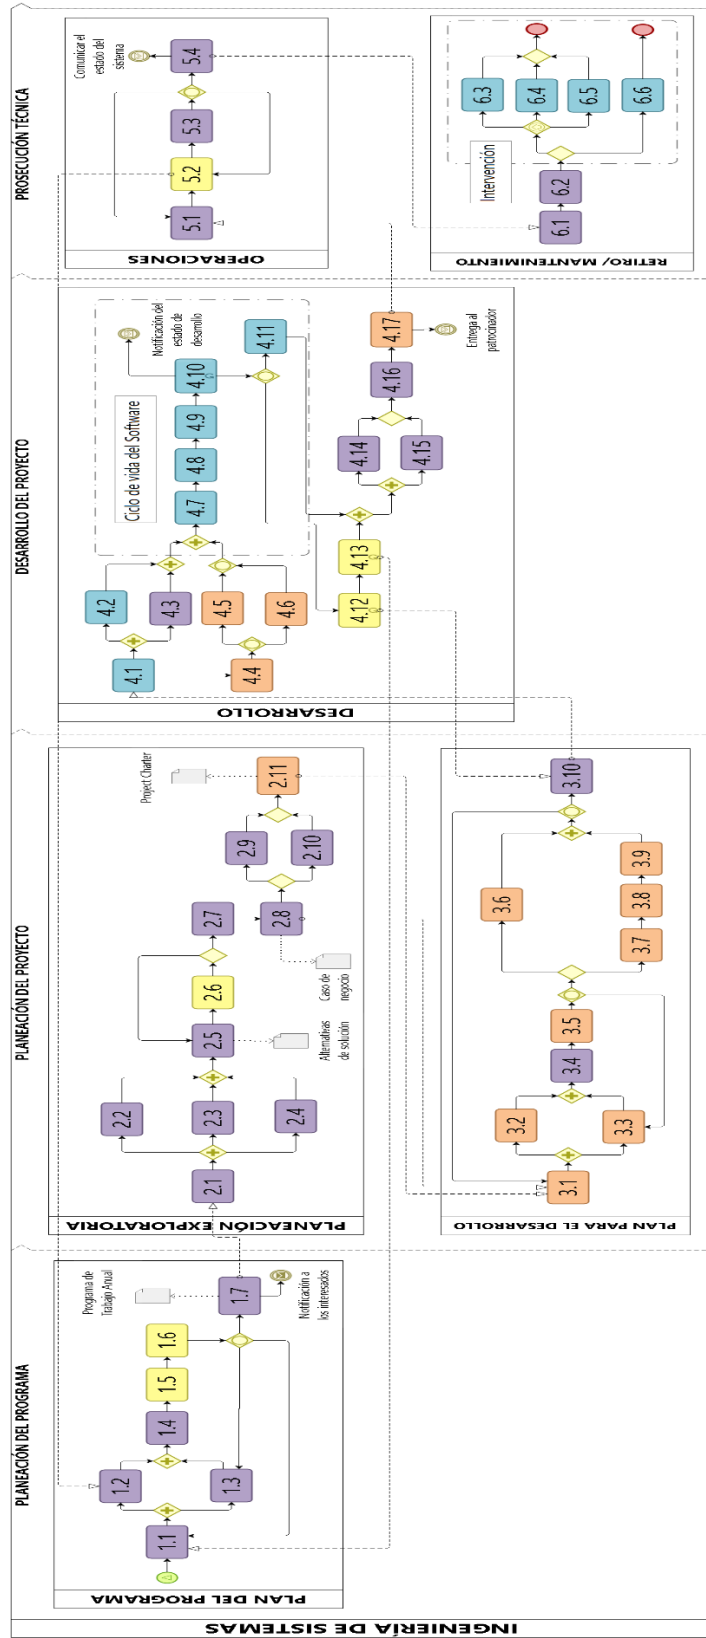 INGENIERÍA DE SISTEMAS
PLANEACIÓN DEL PROGRAMA
PLAN DEL PROGRAMA
1.1
1.2
1.3
1.4
1.5
1.6
1.7
Programa de
Trabajo Anual
Notificación a
los interesados
PLANEACIÓN DEL PROYECTO
PLANEACIÓN EXPLORATORIA
2.1
2.2
2.3
2.4
2.5
2.6
2.7
2.8
2.9
2.10
2.11
Alternativas
de solución
Caso de
negocio
Project Charter
PLAN PARA EL DESARROLLO
3.1
3.2
3.3
3.4
3.5
3.6
3.7
3.8
3.9
3.10
DESARROLLO DEL PROYECTO
DESARROLLO
4.1
4.2
4.3
4.4
4.5
4.6
Ciclo de vida del Software
4.7
4.8
4.9
4.10
4.11
Notificación del
estado de
desarrollo
4.12
4.13
4.14
4.15
4.16
4.17
Entrega al
patrocinador
PROSECUCIÓN TÉCNICA
OPERACIONES
5.1
5.2
5.3
5.4
Comunicar el
estado del
sistema
RETIRO/ MANTENIMIENTO
6.1
6.2
Intervención
6.3
6.4
6.5
6.6